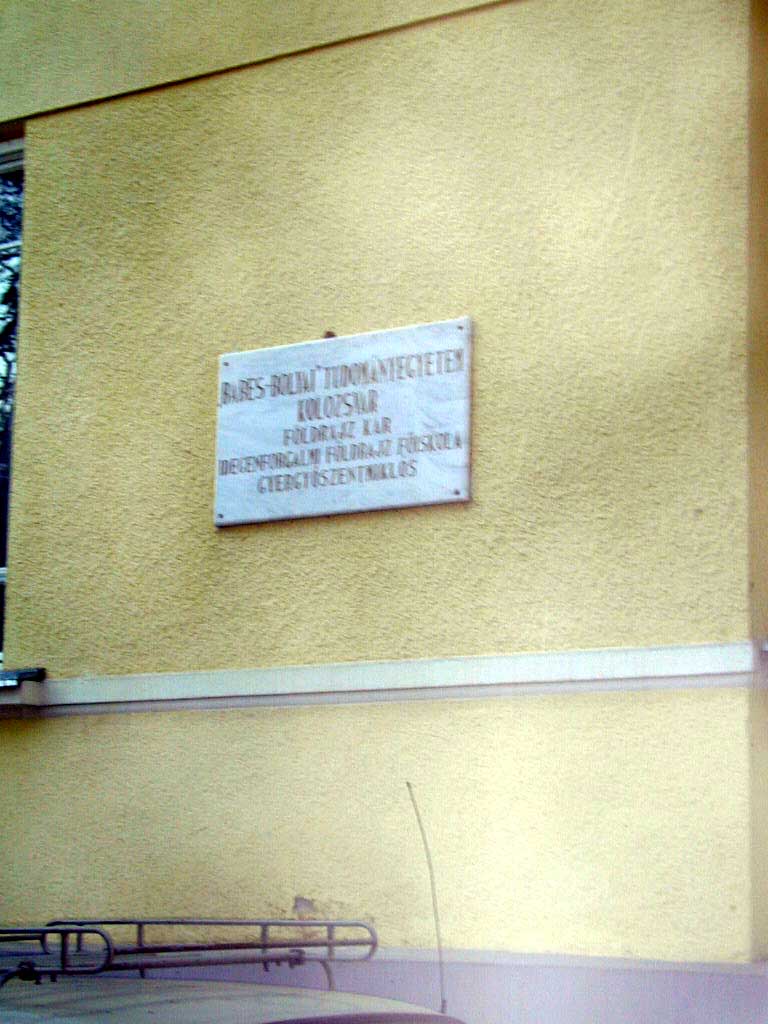 „BABEŞ-BOLYAI" TUDOMÁNYEGYETEM
KOLOZSVÁR
FÖLDRAJZ KAR
IDEGENFORGALMI FÖLDRAJZ FŐISKOLA
GYERGYÓSZENTMIKLÓS